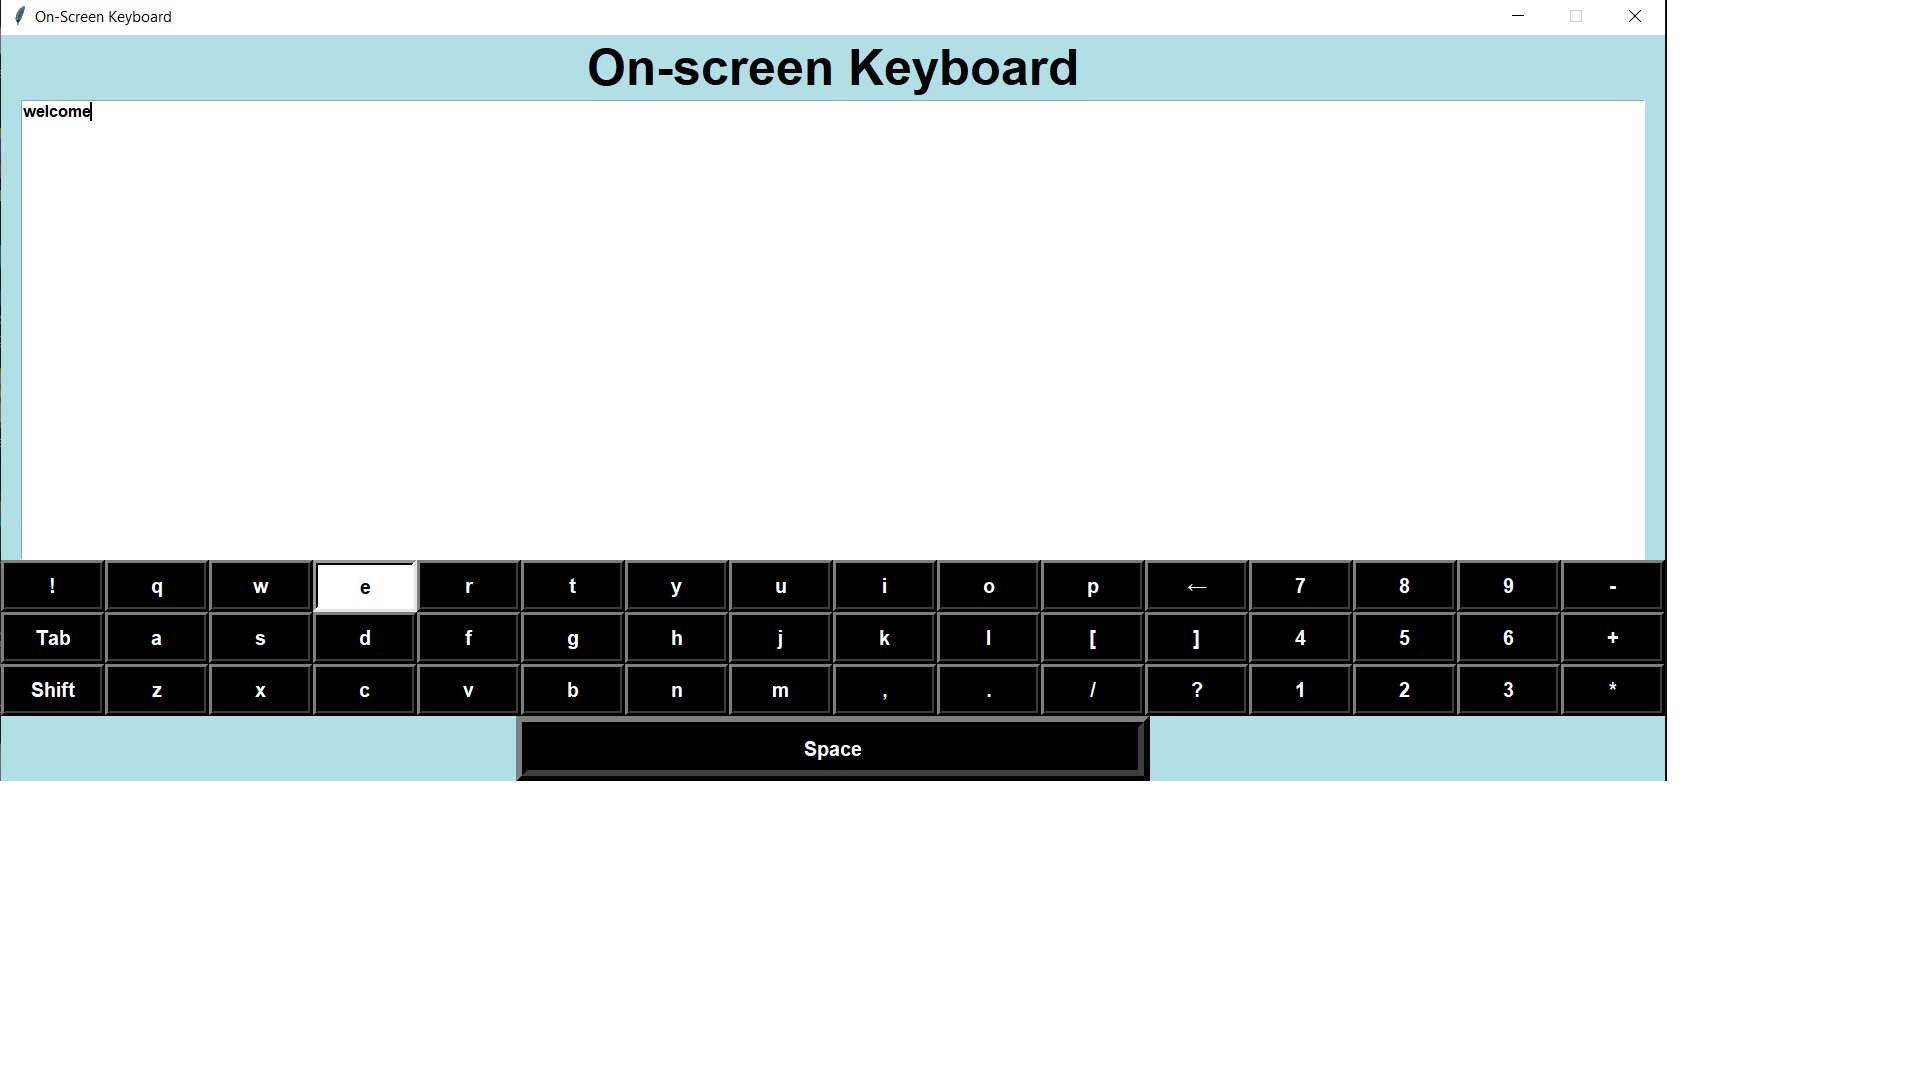 On-Screen Keyboard
On-screen Keyboard
welcome
! q w e r t y u i o p ← 7 8 9 -
Tab a s d f g h j k l [ ] 4 5 6 +
Shift z x c v b n m , . / ? 1 2 3 *
Space